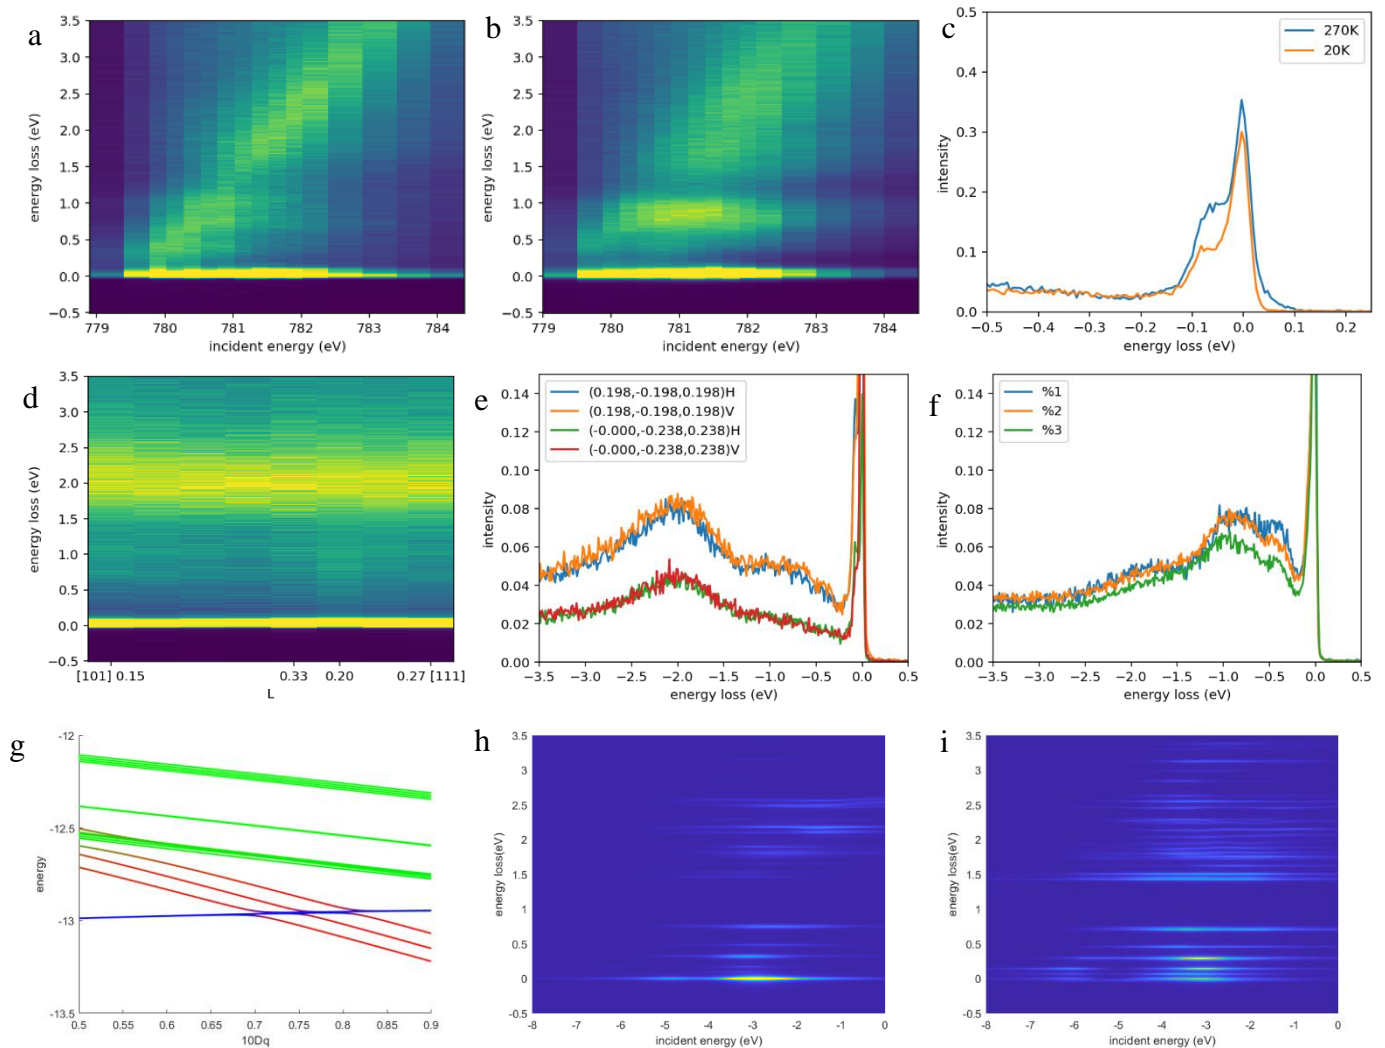 a
3.5
3.0
2.5
2.0
1.5
1.0
0.5
0.0
−0.5
energy loss (eV)
779 780 781 782 783 784
incident energy (eV)
b
3.5
3.0
2.5
2.0
1.5
1.0
0.5
0.0
−0.5
energy loss (eV)
779 780 781 782 783 784
incident energy (eV)
c
0.5
0.4
0.3
0.2
0.1
0.0
intensity
270K
20K
−0.5 −0.4 −0.3 −0.2 −0.1 0.0 0.1 0.2
energy loss (eV)
d
3.5
3.0
2.5
2.0
1.5
1.0
0.5
0.0
−0.5
energy loss (eV)
[101] 0.15 0.33 0.20 0.27 [111]
L
e
0.14
0.12
0.10
0.08
0.06
0.04
0.02
0.00
intensity
(0.198,-0.198,0.198)H
(0.198,-0.198,0.198)V
(-0.000,-0.238,0.238)H
(-0.000,-0.238,0.238)V
−3.5 −3.0 −2.5 −2.0 −1.5 −1.0 −0.5 0.0 0.5
energy loss (eV)
f
0.14
0.12
0.10
0.08
0.06
0.04
0.02
0.00
intensity
%1
%2
%3
−3.5 −3.0 −2.5 −2.0 −1.5 −1.0 −0.5 0.0 0.5
energy loss (eV)
g
-12
-12.5
-13
-13.5
energy
0.5 0.55 0.6 0.65 0.7 0.75 0.8 0.85 0.9
10Dq
h
3.5
3
2.5
2
1.5
1
0.5
0
-0.5
energy loss(eV)
-8 -7 -6 -5 -4 -3 -2 -1 0
incident energy (eV)
i
3.5
3
2.5
2
1.5
1
0.5
0
-0.5
energy loss(eV)
-8 -7 -6 -5 -4 -3 -2 -1 0
incident energy (eV)